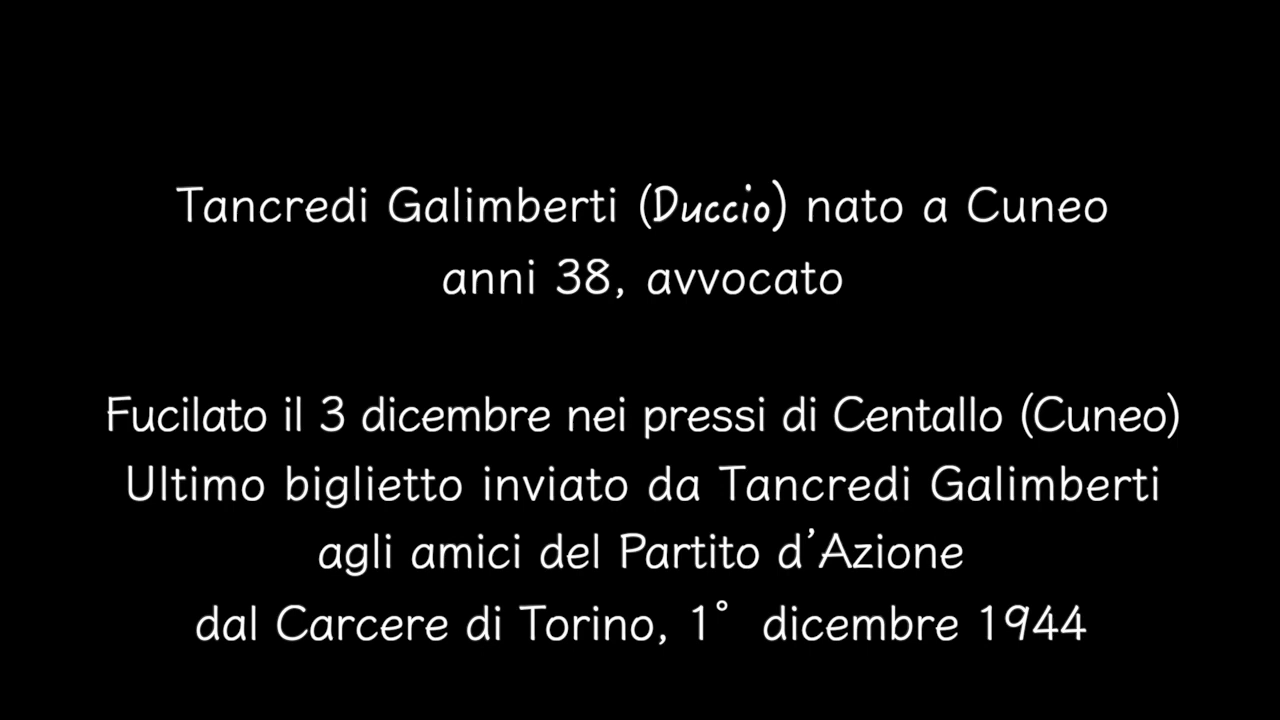 Tancredi Galimberti (Duccio) nato a Cuneo
anni 38, avvocato
Fucilato il 3 dicembre nei pressi di Centallo (Cuneo)
Ultimo biglietto inviato da Tancredi Galimberti
agli amici del Partito d'Azione
dal Carcere di Torino, 1° dicembre 1944